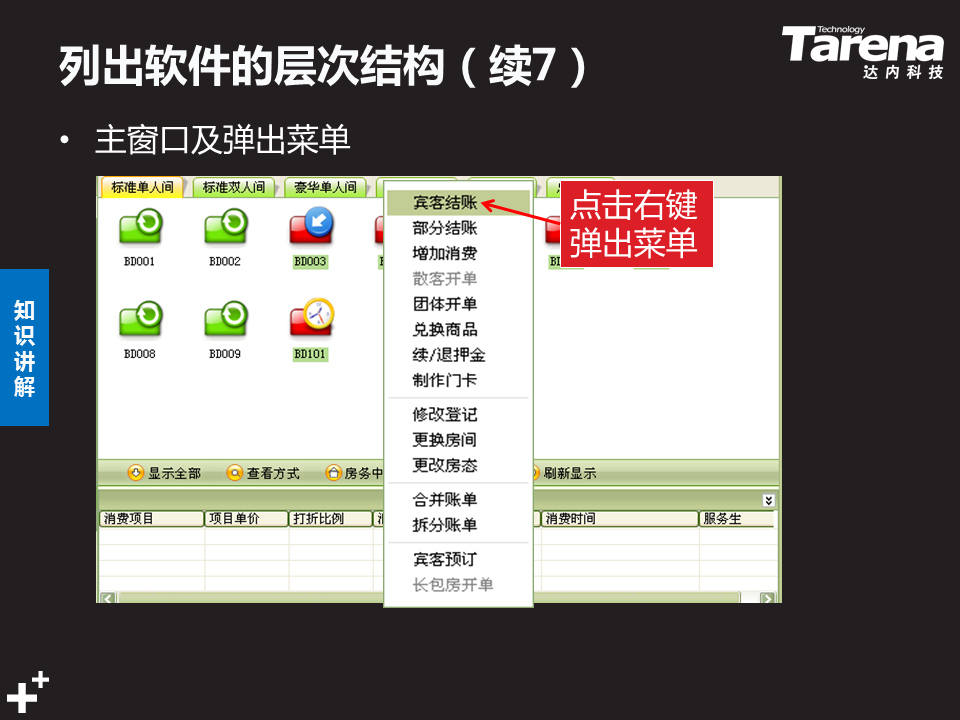 列出软件的层次结构（续7）
Technology
Tarena
达内科技
• 主窗口及弹出菜单
标准单人间 标准双人间 豪华单人间
宾客结账
部分结账
增加消费
散客开单
团体开单
兑换商品
续/退押金
制作门卡
修改登记
更换房间
更改房态
合并账单
拆分账单
宾客预订
长包房开单
点击右键
弹出菜单
BD001 BD002 BD003
BD008 BD009 BD101
知识讲解
显示全部 查看方式 房务中 刷新显示
消费项目 项目单价 打折比例 消费时间 服务生